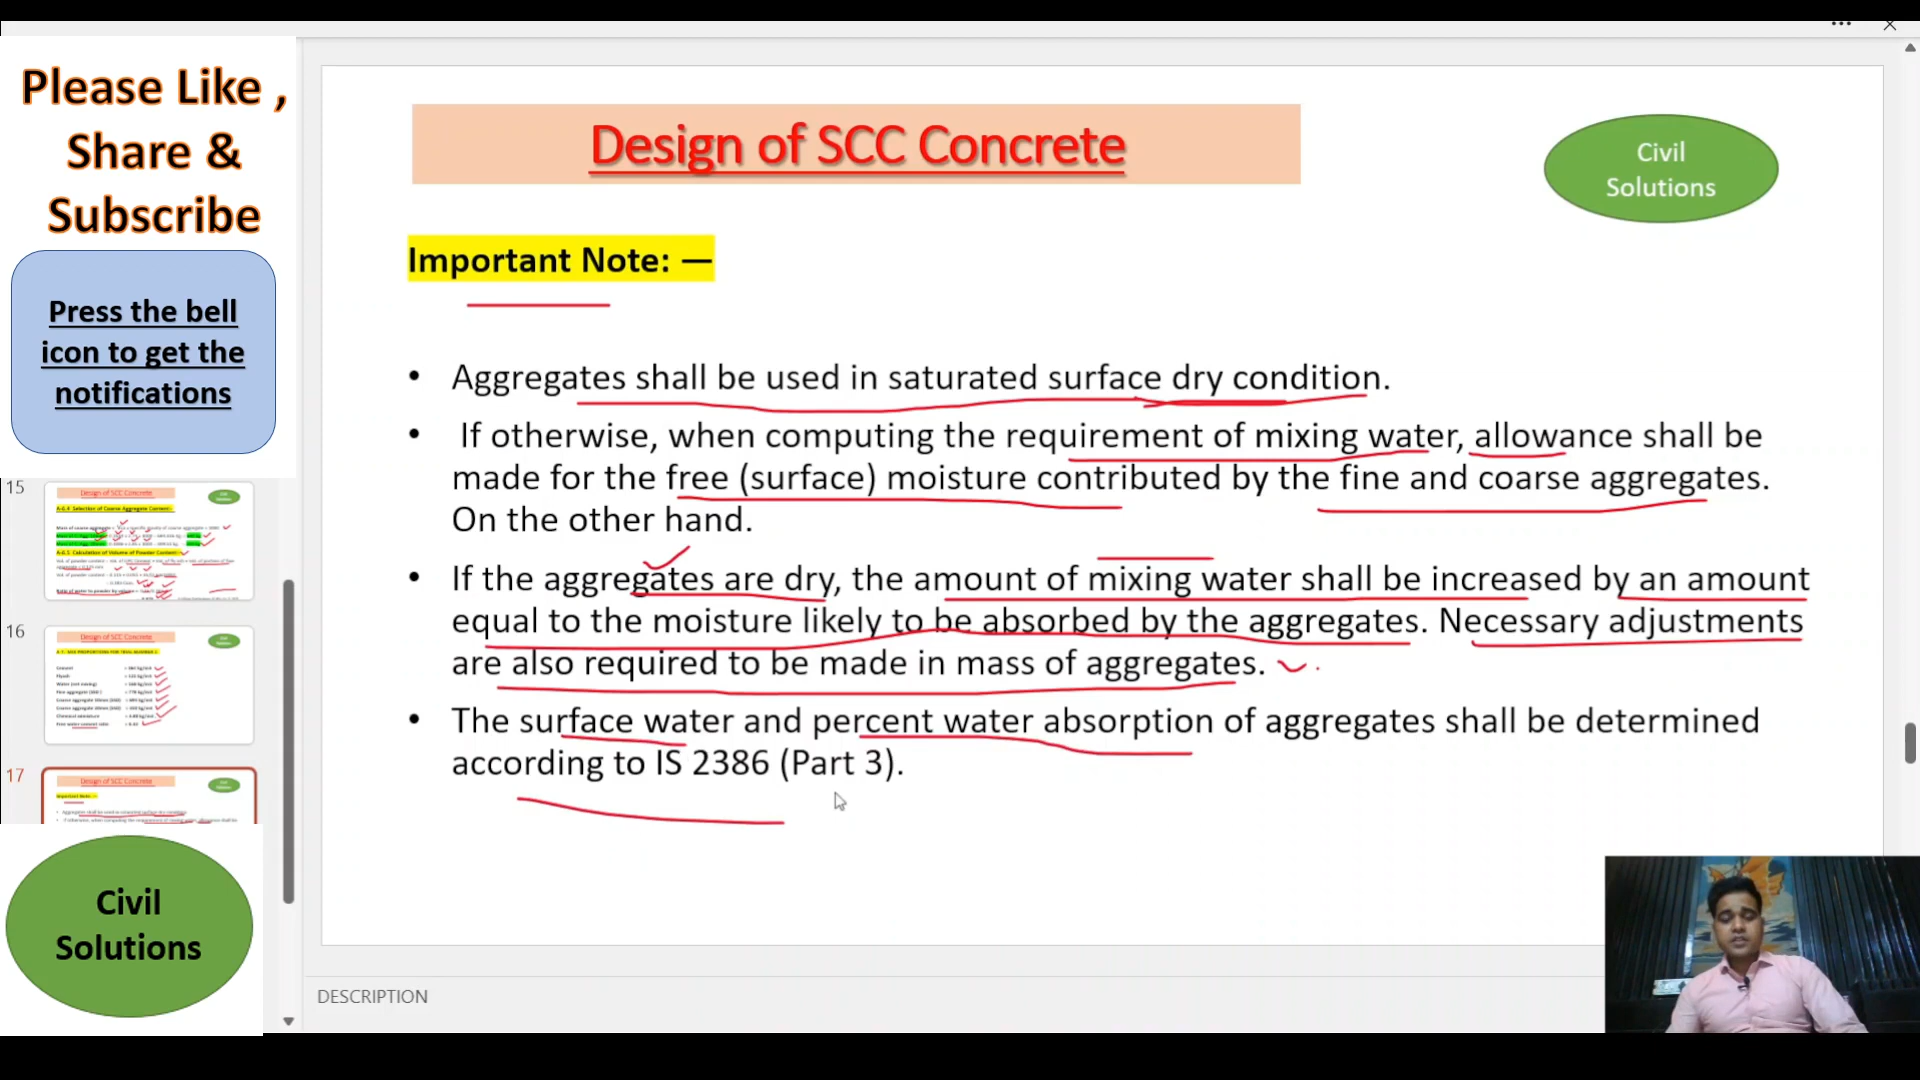 Please Like ,
Share &
Subscribe
Press the bell
icon to get the
notifications
15
Design of SCC Concrete
16
Design of SCC Concrete
17
Design of SCC Concrete
Important Note: —
Civil
Solutions
Design of SCC Concrete
Civil
Solutions
Important Note: —
• Aggregates shall be used in saturated surface dry condition.
• If otherwise, when computing the requirement of mixing water, allowance shall be
made for the free (surface) moisture contributed by the fine and coarse aggregates.
On the other hand.
• If the aggregates are dry, the amount of mixing water shall be increased by an amount
equal to the moisture likely to be absorbed by the aggregates. Necessary adjustments
are also required to be made in mass of aggregates.
• The surface water and percent water absorption of aggregates shall be determined
according to IS 2386 (Part 3).
DESCRIPTION